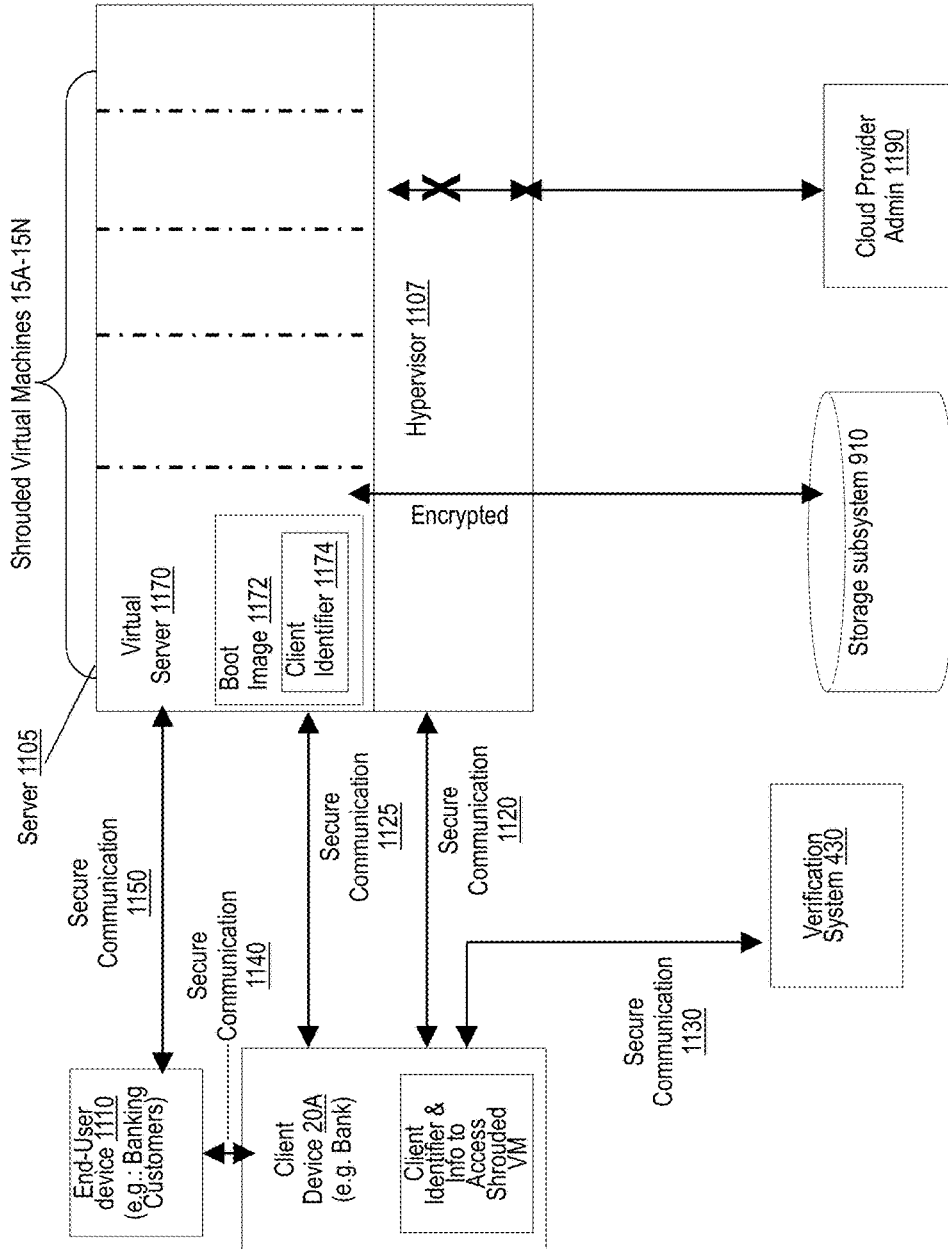 Shrouded Virtual Machines 15A-15N
Server 1105
Virtual
Server 1170
Boot
Image 1172
Client
Identifier 1174
Hypervisor 1107
Encrypted
X
End-User
device 1110
(e.g.: Banking
Customers)
Secure
Communication
1150
Secure
Communication
1140
Client
Device 20A
(e.g. Bank)
Secure
Communication
1125
Client
Identifier &
Info to
Access
Shrouded
VM
Secure
Communication
1120
Secure
Communication
1130
Verification
System 430
Storage subsystem 910
Cloud Provider
Admin 1190